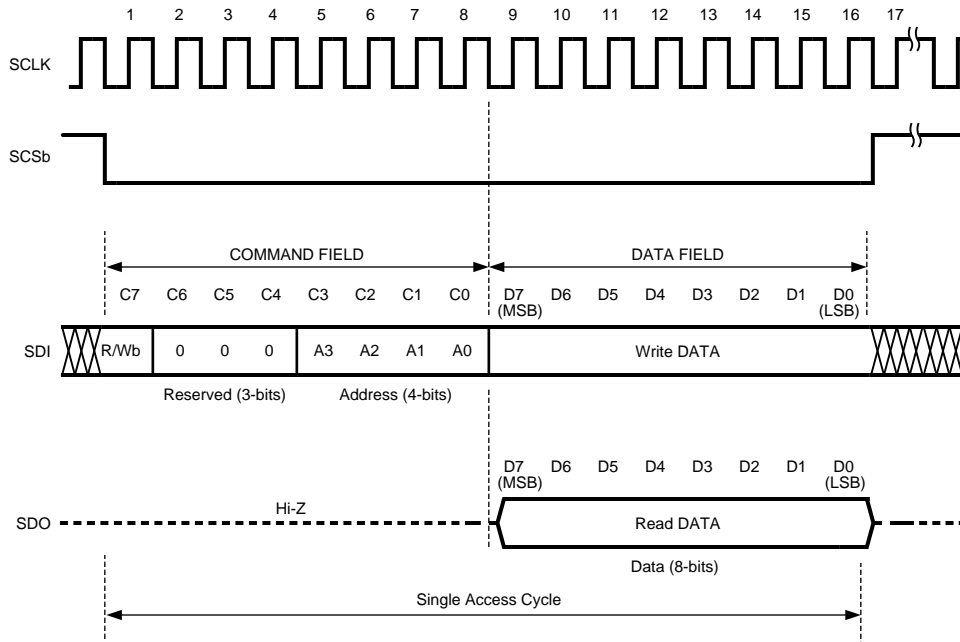 1 2 3 4 5 6 7 8 9 10 11 12 13 14 15 16 17
SCLK
SCSb
COMMAND FIELD DATA FIELD
C7 C6 C5 C4 C3 C2 C1 C0 D7 D6 D5 D4 D3 D2 D1 D0
(MSB) (LSB)
SDI R/Wb 0 0 0 A3 A2 A1 A0 Write DATA
Reserved (3-bits) Address (4-bits)
D7 D6 D5 D4 D3 D2 D1 D0
(MSB) (LSB)
Hi-Z
SDO Read DATA
Data (8-bits)
Single Access Cycle